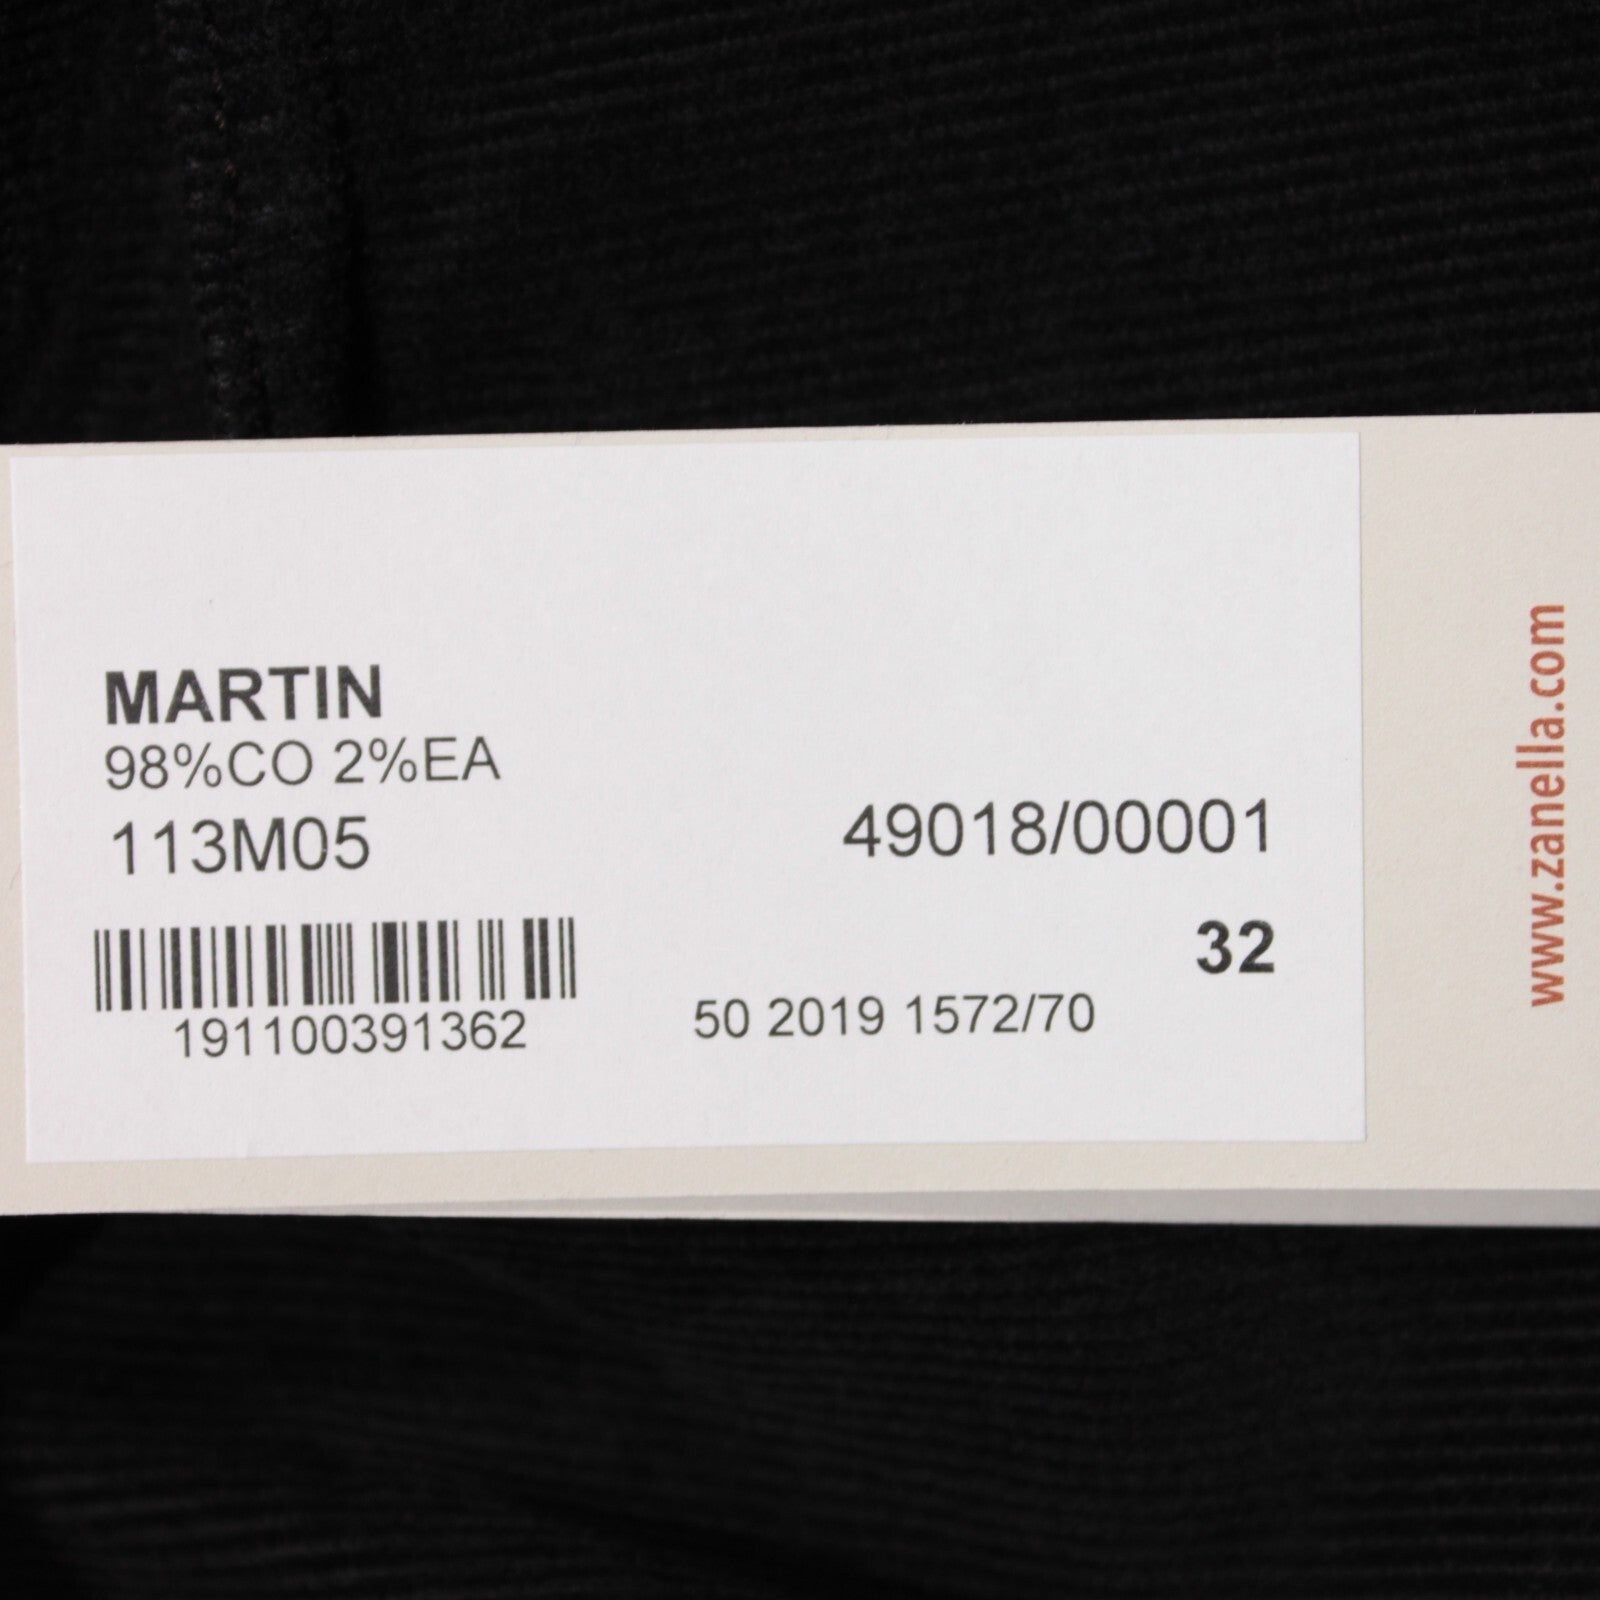 MARTIN
98%CO 2%EA
113M05
49018/00001
32
191100391362
50 2019 1572/70
www.zanella.com